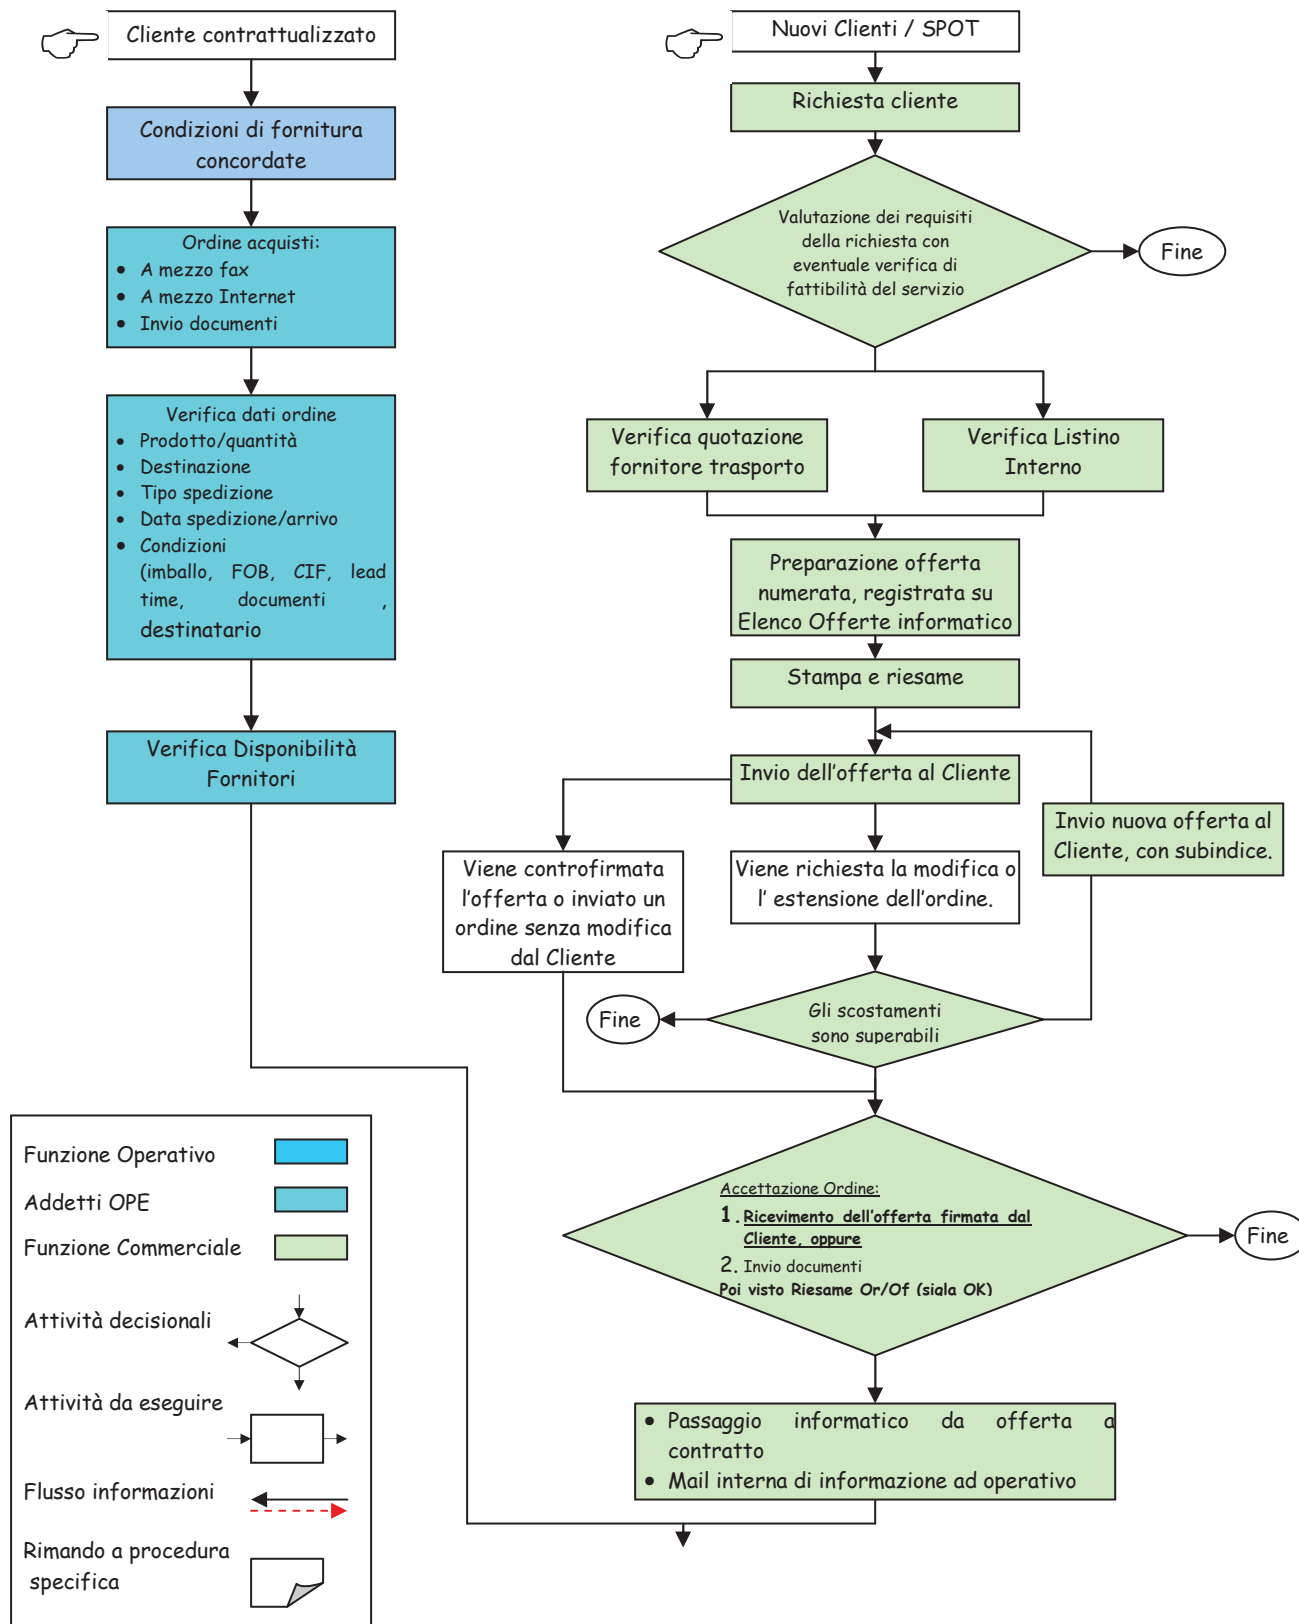 Cliente contrattualizzato
Condizioni di fornitura
concordate
Ordine acquisti:
• A mezzo fax
• A mezzo Internet
• Invio documenti
Verifica dati ordine
• Prodotto/quantità
• Destinazione
• Tipo spedizione
• Data spedizione/arrivo
• Condizioni
(imballo, FOB, CIF, lead
time, documenti ,
destinatario
Verifica Disponibilità
Fornitori
Nuovi Clienti / SPOT
Richiesta cliente
Valutazione dei requisiti
della richiesta con
eventuale verifica di
fattibilità del servizio
Fine
Verifica quotazione
fornitore trasporto
Verifica Listino
Interno
Preparazione offerta
numerata, registrata su
Elenco Offerte informatico
Stampa e riesame
Invio dell'offerta al Cliente
Invio nuova offerta al
Cliente, con subindice.
Viene controfirmata
l'offerta o inviato un
ordine senza modifica
dal Cliente
Viene richiesta la modifica o
l' estensione dell'ordine.
Gli scostamenti
sono superabili
Fine
Accettazione Ordine:
1. Ricevimento dell'offerta firmata dal
Cliente, oppure
2. Invio documenti
Poi visto Riesame Or/Of (sigla OK)
Fine
• Passaggio informatico da offerta a
contratto
• Mail interna di informazione ad operativo
Funzione Operativo
Addetti OPE
Funzione Commerciale
Attività decisionali
Attività da eseguire
Flusso informazioni
Rimando a procedura
specifica